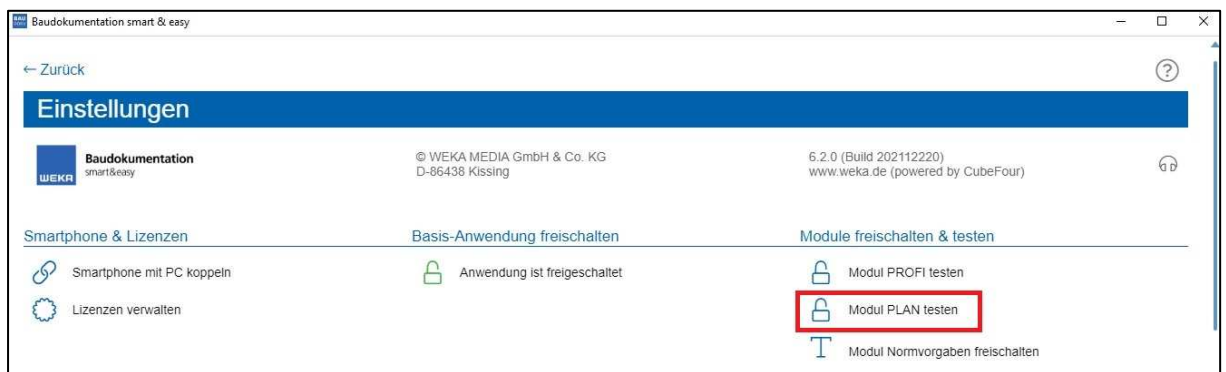 Baudokumentation smart & easy
← Zurück
?
Einstellungen
WEKA
Baudokumentation
smart&easy
© WEKA MEDIA GmbH & Co. KG
D-86438 Kissing
6.2.0 (Build 202112220)
www.weka.de (powered by CubeFour)
Smartphone & Lizenzen
Basis-Anwendung freischalten
Module freischalten & testen
Smartphone mit PC koppeln
Anwendung ist freigeschaltet
Modul PROFI testen
Lizenzen verwalten
Modul PLAN testen
Modul Normvorgaben freischalten